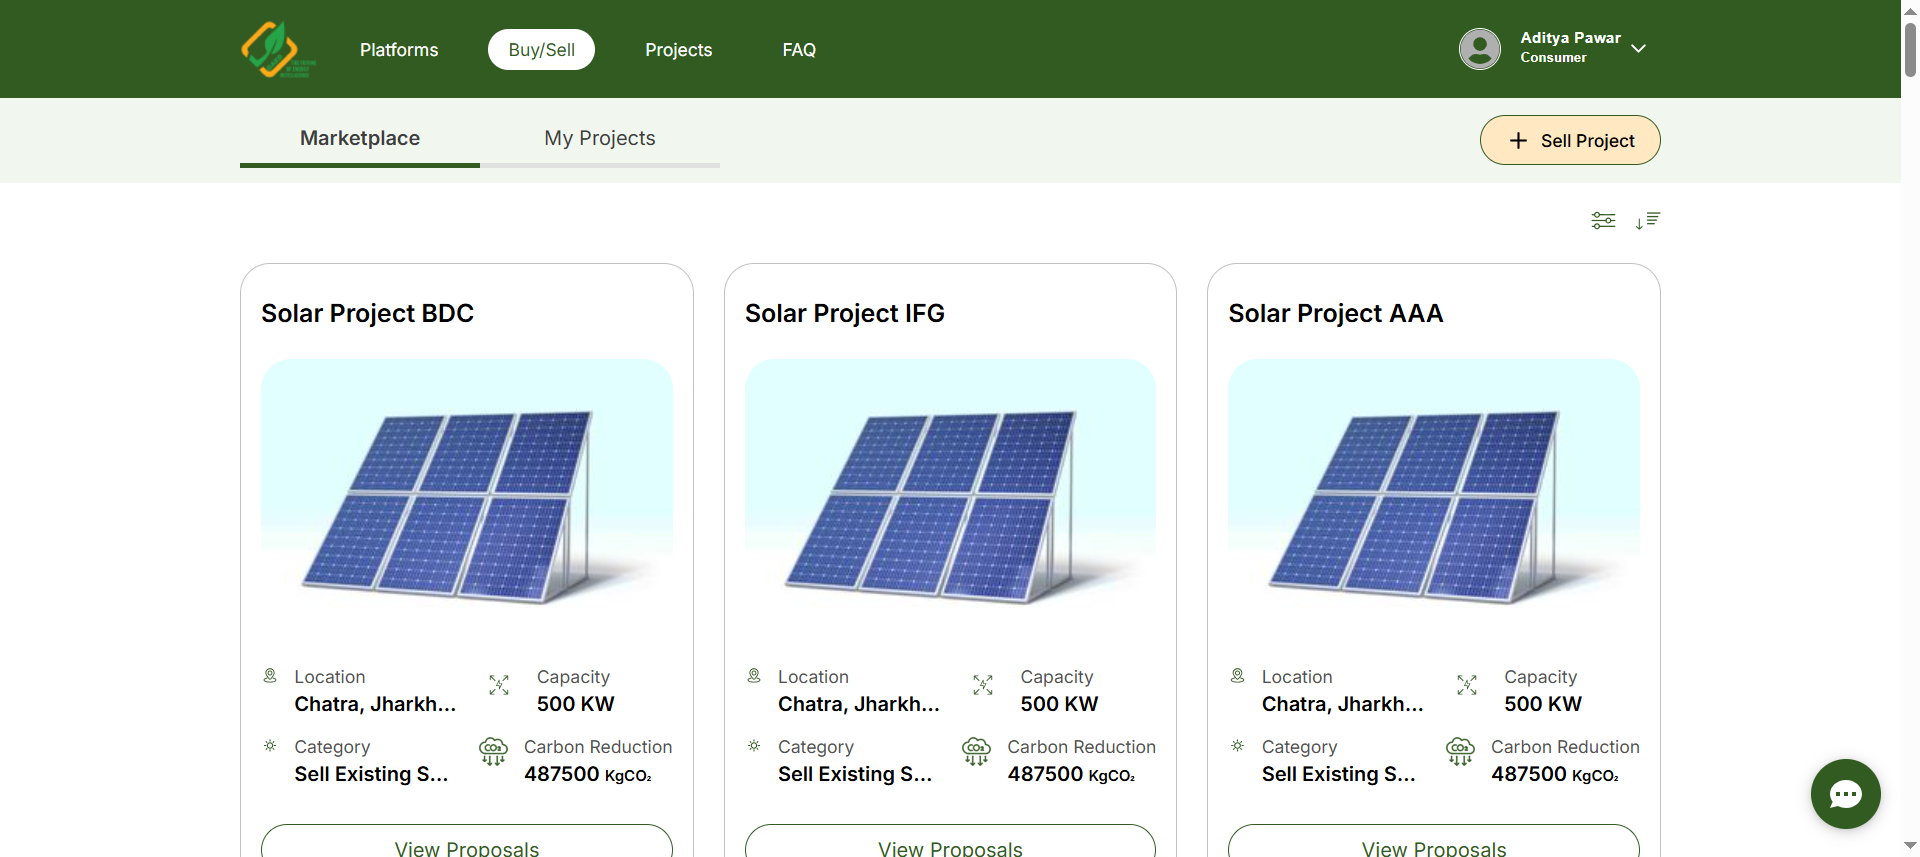 Platforms
Buy/Sell
Projects
FAQ
Aditya Pawar
Consumer
Marketplace
My Projects
Sell Project
Solar Project BDC
Solar Project IFG
Solar Project AAA
Location
Chatra, Jharkh...
Capacity
500 KW
Category
Sell Existing S...
Carbon Reduction
487500 KgCO₂
View Proposals
Location
Chatra, Jharkh...
Capacity
500 KW
Category
Sell Existing S...
Carbon Reduction
487500 KgCO₂
View Proposals
Location
Chatra, Jharkh...
Capacity
500 KW
Category
Sell Existing S...
Carbon Reduction
487500 KgCO₂
View Proposals